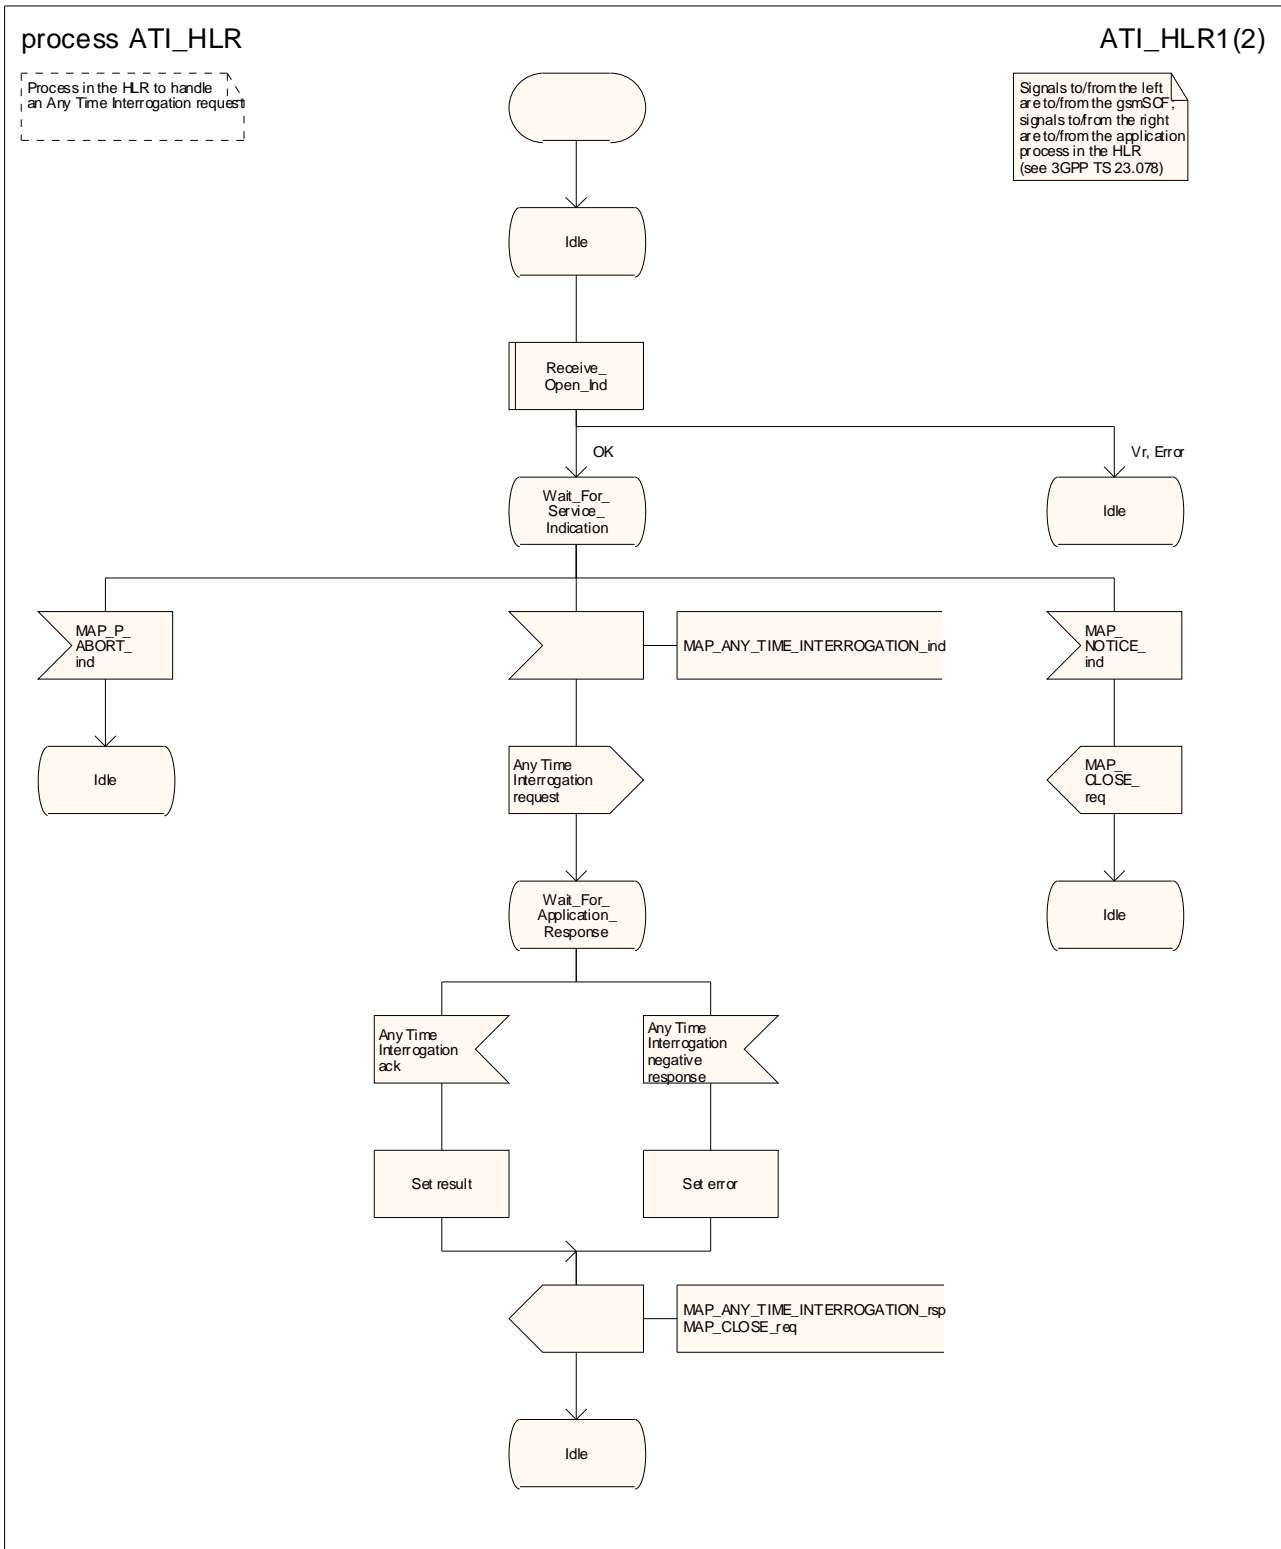 process ATI_HLR
ATI_HLR1(2)
Process in the HLR to handle
an Any Time Interrogation request
Signals to/from the left
are to/from the gsmSCF;
signals to/from the right
are to/from the application
process in the HLR
(see 3GPP TS 23.078)
Idle
Receive_
Open_Ind
OK
Vr, Error
Wait_For_
Service_
Indication
Idle
MAP_P_
ABORT_
ind
MAP_ANY_TIME_INTERROGATION_ind
MAP_
NOTICE_
ind
Idle
Any Time
Interrogation
request
MAP_
CLOSE_
req
Wait_For_
Application_
Response
Idle
Any Time
Interrogation
ack
Any Time
Interrogation
negative
response
Set result
Set error
MAP_ANY_TIME_INTERROGATION_rsp
MAP_CLOSE_req
Idle